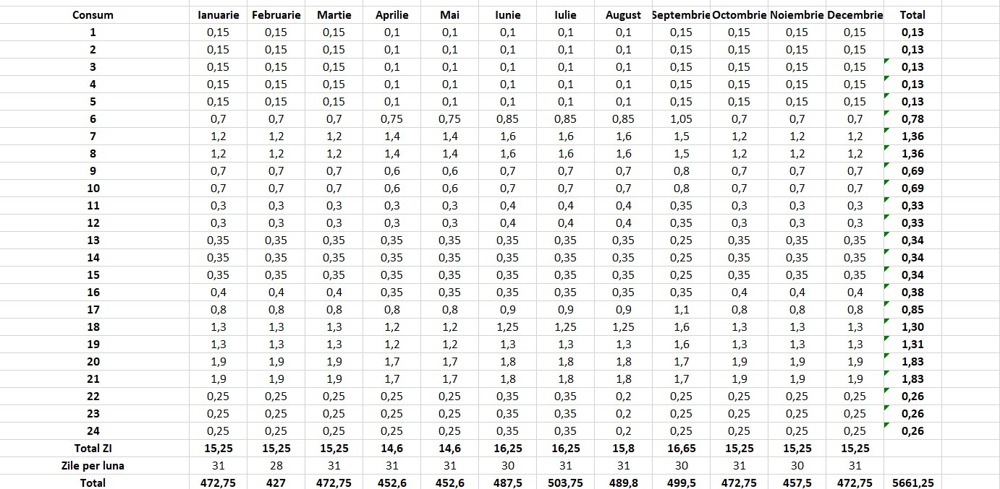 Consum Ianuarie Februarie Martie Aprilie Mai Iunie Iulie August Septembrie Octombrie Noiembrie Decembrie Total
1 0,15 0,15 0,15 0,1 0,1 0,1 0,1 0,1 0,15 0,15 0,15 0,15 0,13
2 0,15 0,15 0,15 0,1 0,1 0,1 0,1 0,1 0,15 0,15 0,15 0,15 0,13
3 0,15 0,15 0,15 0,1 0,1 0,1 0,1 0,1 0,15 0,15 0,15 0,15 0,13
4 0,15 0,15 0,15 0,1 0,1 0,1 0,1 0,1 0,15 0,15 0,15 0,15 0,13
5 0,15 0,15 0,15 0,1 0,1 0,1 0,1 0,1 0,15 0,15 0,15 0,15 0,13
6 0,7 0,7 0,7 0,75 0,75 0,85 0,85 0,85 1,05 0,7 0,7 0,7 0,78
7 1,2 1,2 1,2 1,4 1,4 1,6 1,6 1,6 1,5 1,2 1,2 1,2 1,36
8 1,2 1,2 1,2 1,4 1,4 1,6 1,6 1,6 1,5 1,2 1,2 1,2 1,36
9 0,7 0,7 0,7 0,6 0,6 0,7 0,7 0,7 0,8 0,7 0,7 0,7 0,69
10 0,7 0,7 0,7 0,6 0,6 0,7 0,7 0,7 0,8 0,7 0,7 0,7 0,69
11 0,3 0,3 0,3 0,3 0,3 0,4 0,4 0,4 0,35 0,3 0,3 0,3 0,33
12 0,3 0,3 0,3 0,3 0,3 0,4 0,4 0,4 0,35 0,3 0,3 0,3 0,33
13 0,35 0,35 0,35 0,35 0,35 0,35 0,35 0,35 0,25 0,35 0,35 0,35 0,34
14 0,35 0,35 0,35 0,35 0,35 0,35 0,35 0,35 0,25 0,35 0,35 0,35 0,34
15 0,35 0,35 0,35 0,35 0,35 0,35 0,35 0,35 0,25 0,35 0,35 0,35 0,34
16 0,4 0,4 0,4 0,35 0,35 0,35 0,35 0,35 0,35 0,4 0,4 0,4 0,38
17 0,8 0,8 0,8 0,8 0,8 0,9 0,9 0,9 1,1 0,8 0,8 0,8 0,85
18 1,3 1,3 1,3 1,2 1,2 1,25 1,25 1,25 1,6 1,3 1,3 1,3 1,30
19 1,3 1,3 1,3 1,2 1,2 1,3 1,3 1,3 1,6 1,3 1,3 1,3 1,31
20 1,9 1,9 1,9 1,7 1,7 1,8 1,8 1,8 1,7 1,9 1,9 1,9 1,83
21 1,9 1,9 1,9 1,7 1,7 1,8 1,8 1,8 1,7 1,9 1,9 1,9 1,83
22 0,25 0,25 0,25 0,25 0,25 0,35 0,35 0,2 0,25 0,25 0,25 0,25 0,26
23 0,25 0,25 0,25 0,25 0,25 0,35 0,35 0,2 0,25 0,25 0,25 0,25 0,26
24 0,25 0,25 0,25 0,25 0,25 0,35 0,35 0,2 0,25 0,25 0,25 0,25 0,26
Total ZI 15,25 15,25 15,25 14,6 14,6 16,25 16,25 15,8 16,65 15,25 15,25 15,25
Zile per luna 31 28 31 31 31 30 31 31 30 31 30 31
Total 472,75 427 472,75 452,6 452,6 487,5 503,75 489,8 499,5 472,75 457,5 472,75 5661,25